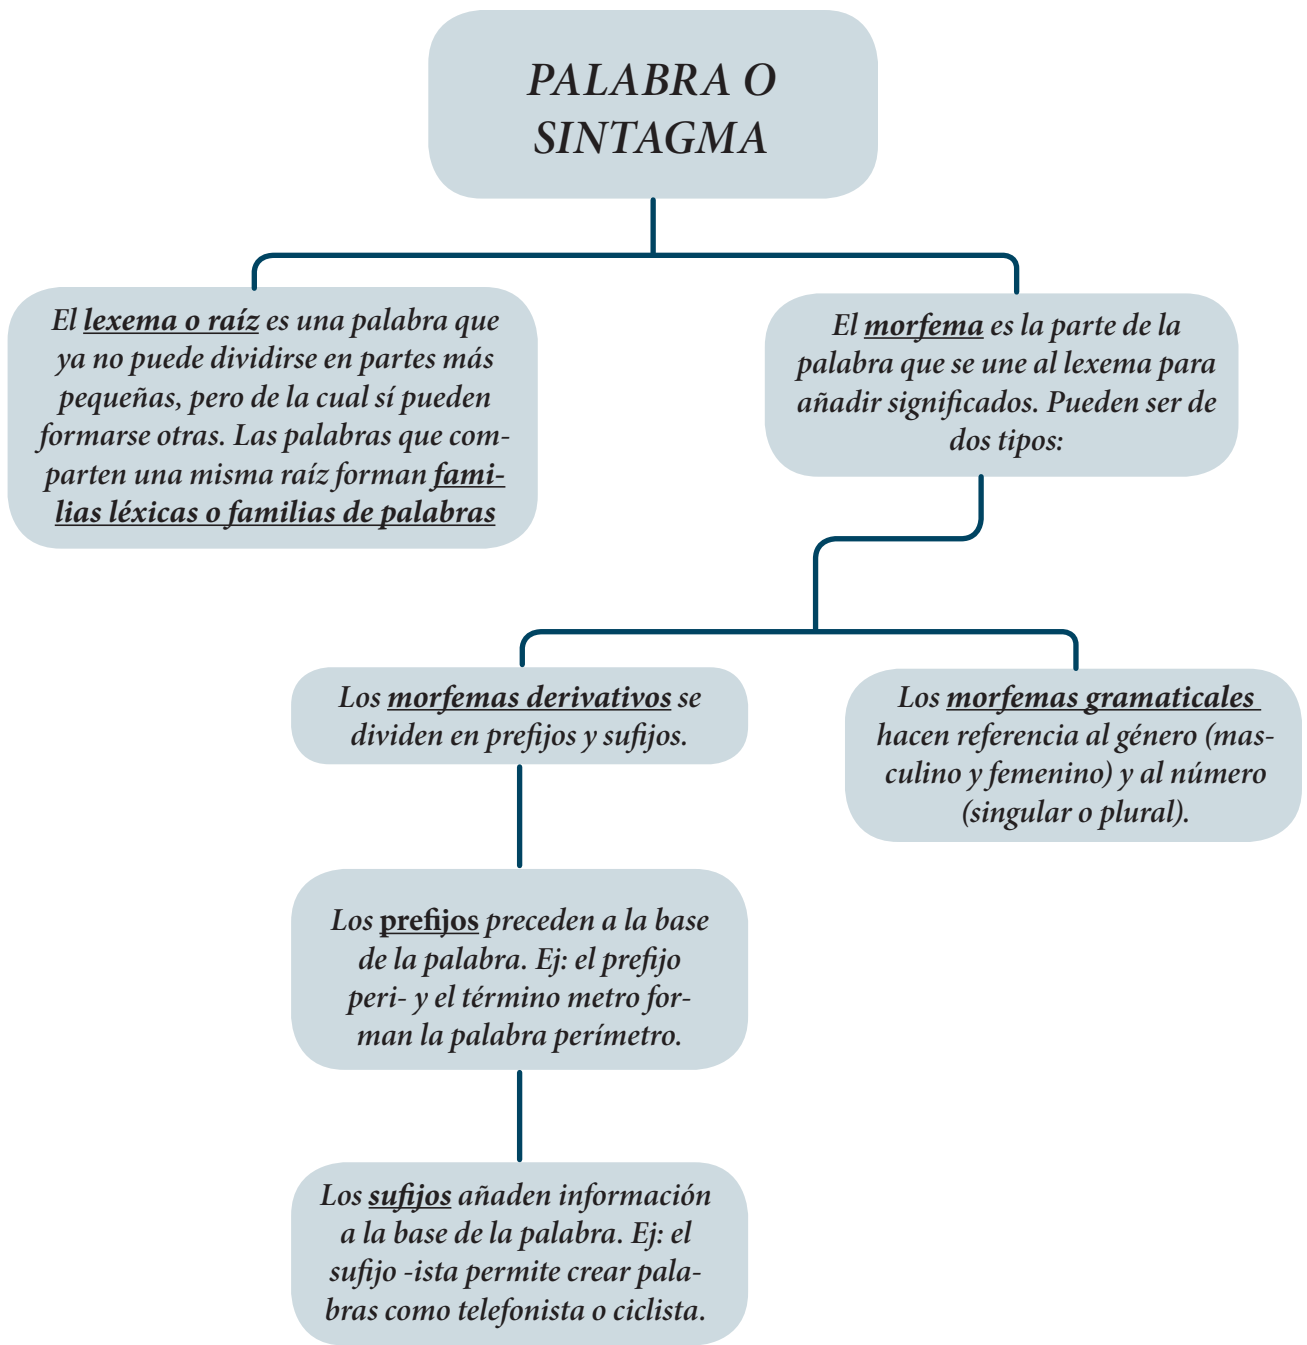 PALABRA O
SINTAGMA
El lexema o raíz es una palabra que
ya no puede dividirse en partes más
pequeñas, pero de la cual sí pueden
formarse otras. Las palabras que com-
parten una misma raíz forman fami-
lias léxicas o familias de palabras
El morfema es la parte de la
palabra que se une al lexema para
añadir significados. Pueden ser de
dos tipos:
Los morfemas derivativos se
dividen en prefijos y sufijos.
Los morfemas gramaticales
hacen referencia al género (mas-
culino y femenino) y al número
(singular o plural).
Los prefijos preceden a la base
de la palabra. Ej: el prefijo
peri- y el término metro for-
man la palabra perímetro.
Los sufijos añaden información
a la base de la palabra. Ej: el
sufijo -ista permite crear pala-
bras como telefonista o ciclista.